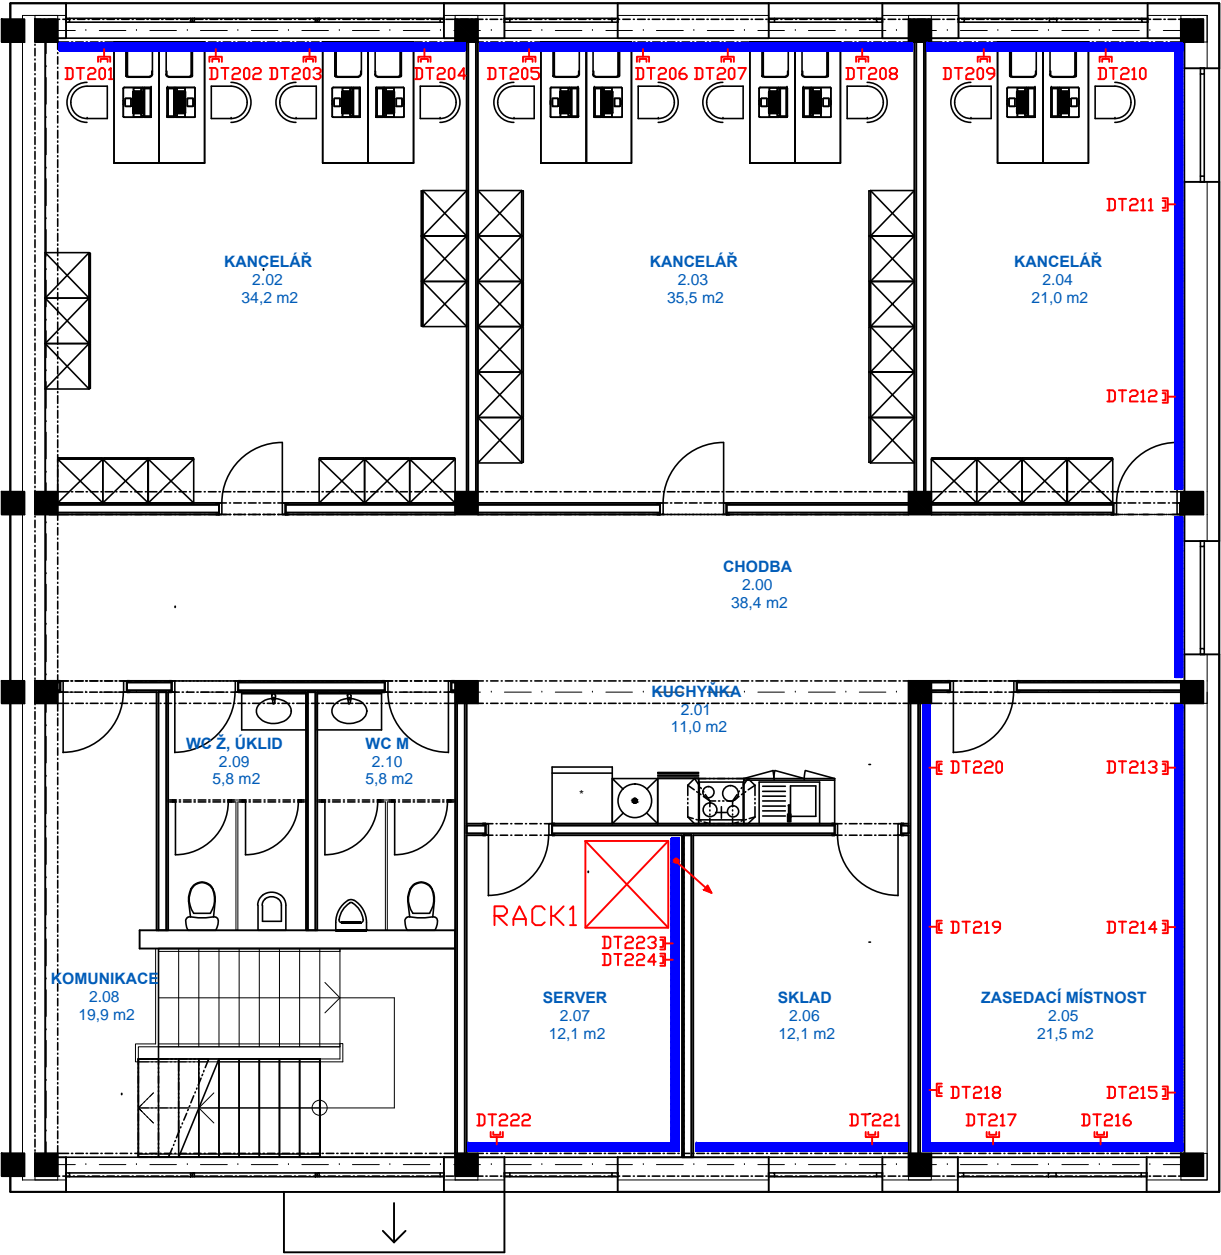 DT201
DT202
DT203
DT204
DT205
DT206
DT207
DT208
DT209
DT210
DT211
KANCELÁŘ
2.02
34,2 m2
KANCELÁŘ
2.03
35,5 m2
KANCELÁŘ
2.04
21,0 m2
DT212
CHODBA
2.00
38,4 m2
KUCHYŇKA
2.01
11,0 m2
WC Ž, ÚKLID
2.09
5,8 m2
WC M
2.10
5,8 m2
DT220
DT213
RACK1
DT223
DT224
DT219
DT214
KOMUNIKACE
2.08
19,9 m2
SERVER
2.07
12,1 m2
SKLAD
2.06
12,1 m2
ZASEDACÍ MÍSTNOST
2.05
21,5 m2
DT218
DT215
DT222
DT221
DT217
DT216